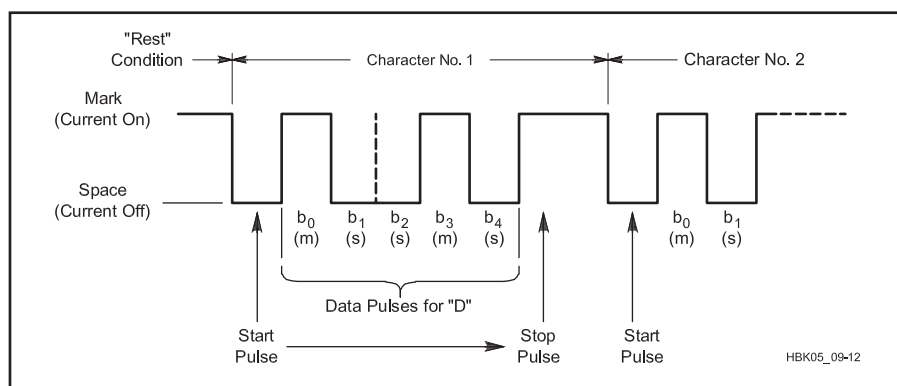 "Rest"
Condition
Character No. 1
Character No. 2
Mark
(Current On)
Space
(Current Off)
b0 b1 b2 b3 b4 b0 b1
(m) (s) (s) (m) (s) (m) (s)
Data Pulses for "D"
Start
Pulse
Stop
Pulse
Start
Pulse
HBK05_09-12